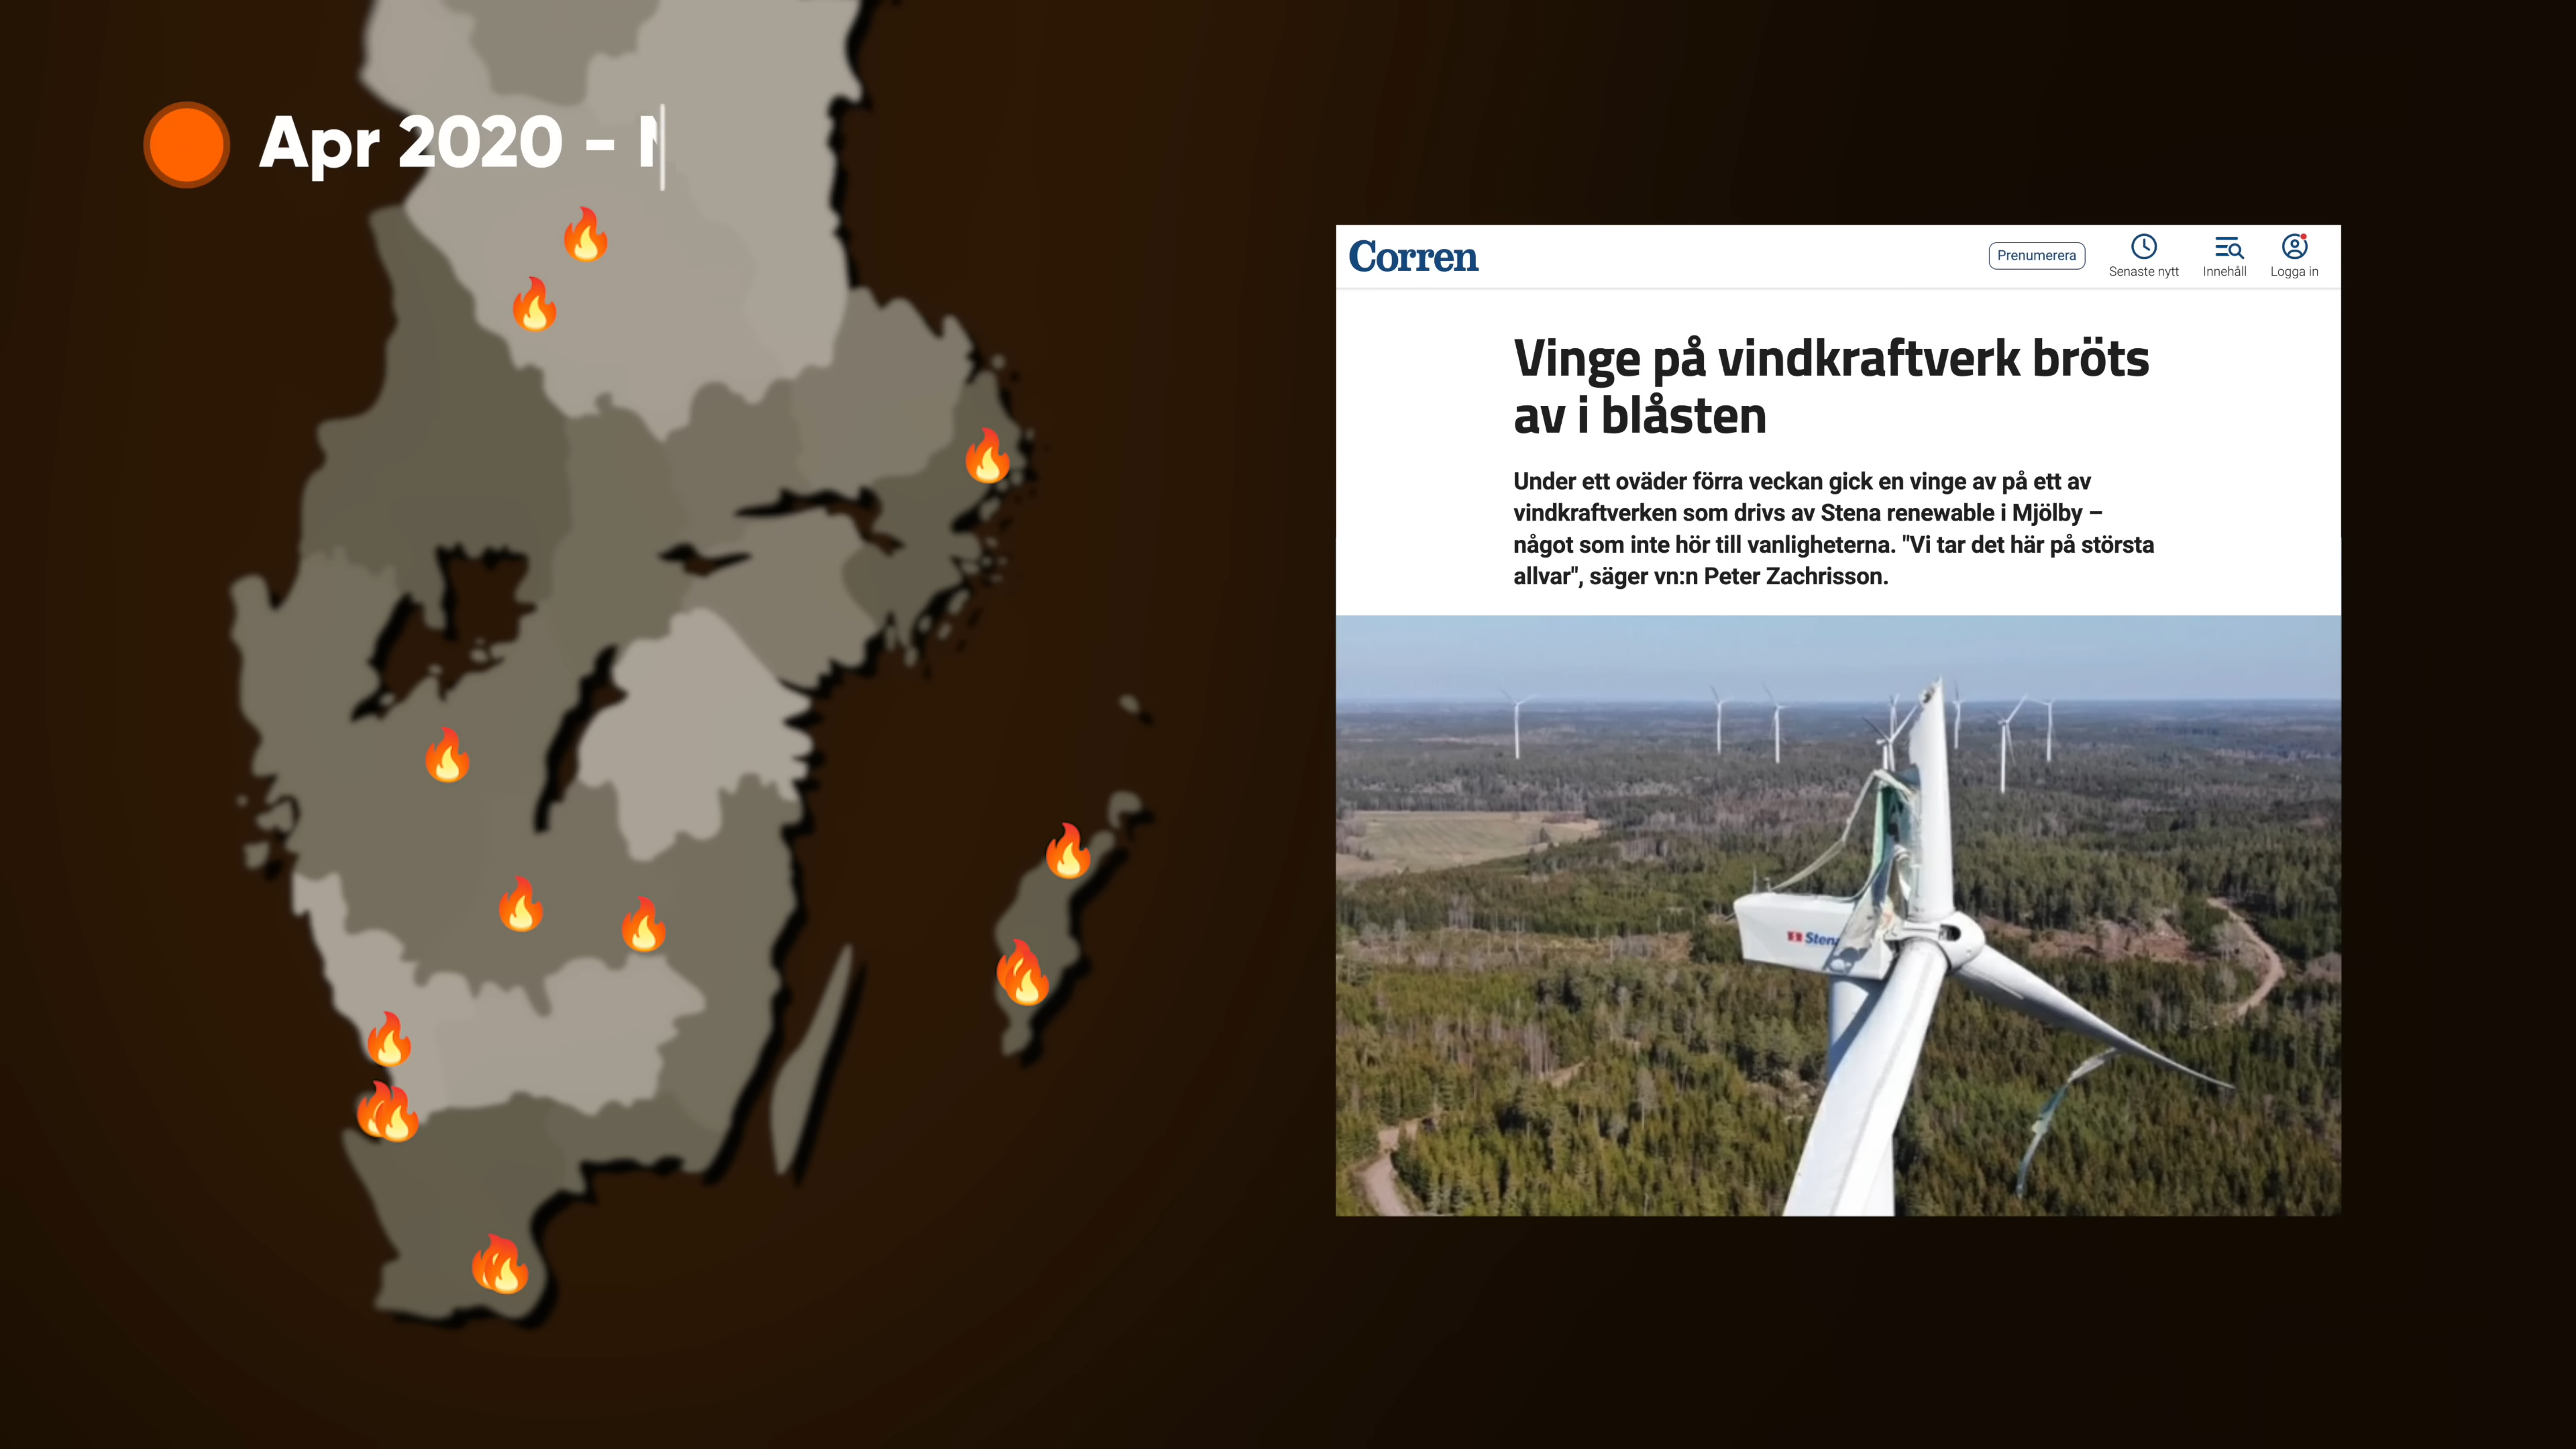 Apr 2020 -
Corren
Prenumerera
Senaste nytt
Innehåll
Logga in
Vinge på vindkraftverk bröts
av i blåsten
Under ett oväder förra veckan gick en vinge av på ett av
vindkraftverken som drivs av Stena renewable i Mjölby –
något som inte hör till vanligheterna. "Vi tar det här på största
allvar", säger vn:n Peter Zachrisson.
Stena